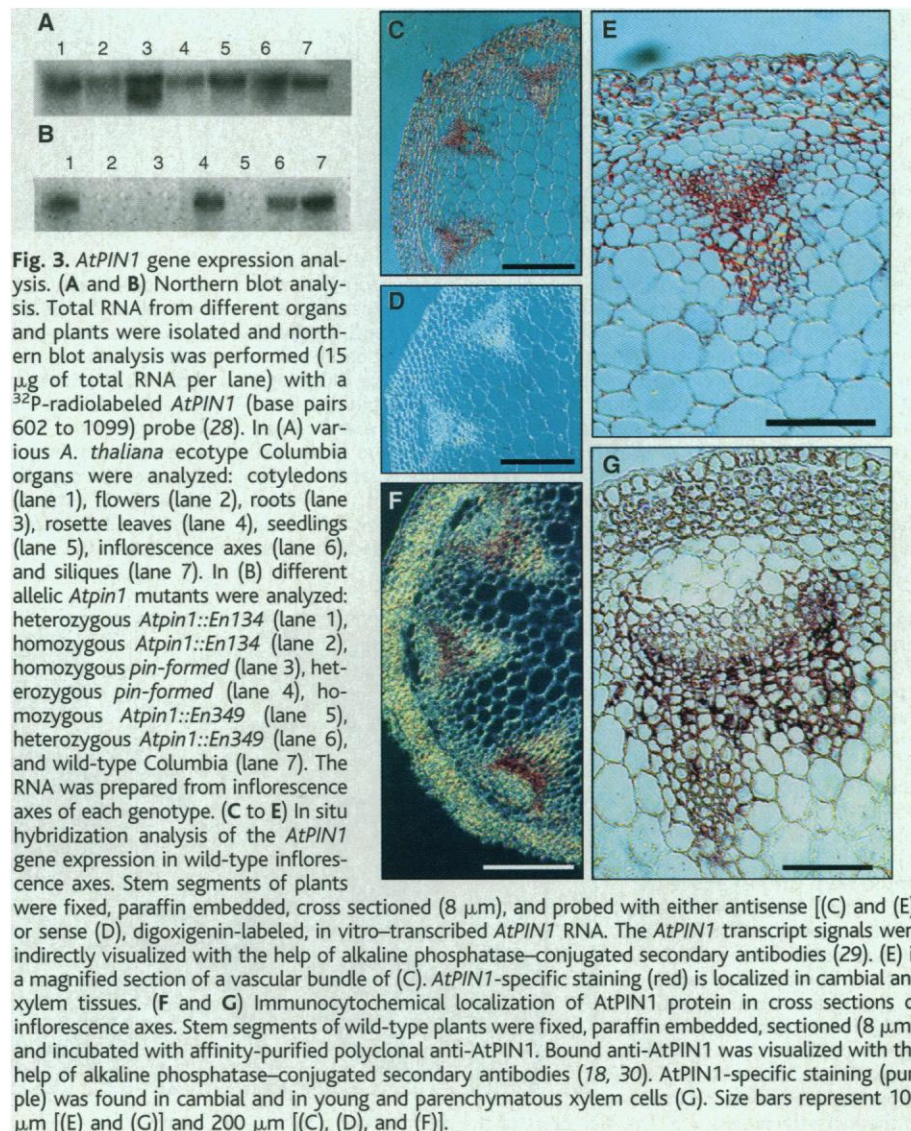 A
1 2 3 4 5 6 7
B
1 2 3 4 5 6 7
C
D
F
E
G
Fig. 3. AtPIN1 gene expression anal-
ysis. (A and B) Northern blot analy-
sis. Total RNA from different organs
and plants were isolated and north-
ern blot analysis was performed (15
μg of total RNA per lane) with a
³²P-radiolabeled AtPIN1 (base pairs
602 to 1099) probe (28). In (A) var-
ious A. thaliana ecotype Columbia
organs were analyzed: cotyledons
(lane 1), flowers (lane 2), roots (lane
3), rosette leaves (lane 4), seedlings
(lane 5), inflorescence axes (lane 6),
and siliques (lane 7). In (B) different
allelic Atpin1 mutants were analyzed:
heterozygous Atpin1::En134 (lane 1),
homozygous Atpin1::En134 (lane 2),
homozygous pin-formed (lane 3), het-
erozygous pin-formed (lane 4), ho-
mozygous Atpin1::En349 (lane 5),
heterozygous Atpin1::En349 (lane 6),
and wild-type Columbia (lane 7). The
RNA was prepared from inflorescence
axes of each genotype. (C to E) In situ
hybridization analysis of the AtPIN1
gene expression in wild-type inflores-
cence axes. Stem segments of plants
were fixed, paraffin embedded, cross sectioned (8 μm), and probed with either antisense [(C) and (E)
or sense (D), digoxigenin-labeled, in vitro–transcribed AtPIN1 RNA. The AtPIN1 transcript signals wer
indirectly visualized with the help of alkaline phosphatase–conjugated secondary antibodies (29). (E) i
a magnified section of a vascular bundle of (C). AtPIN1-specific staining (red) is localized in cambial an
xylem tissues. (F and G) Immunocytochemical localization of AtPIN1 protein in cross sections o
inflorescence axes. Stem segments of wild-type plants were fixed, paraffin embedded, sectioned (8 μm
and incubated with affinity-purified polyclonal anti-AtPIN1. Bound anti-AtPIN1 was visualized with th
help of alkaline phosphatase–conjugated secondary antibodies (18, 30). AtPIN1-specific staining (pur
ple) was found in cambial and in young and parenchymatous xylem cells (G). Size bars represent 10
μm [(E) and (G)] and 200 μm [(C), (D), and (F)].